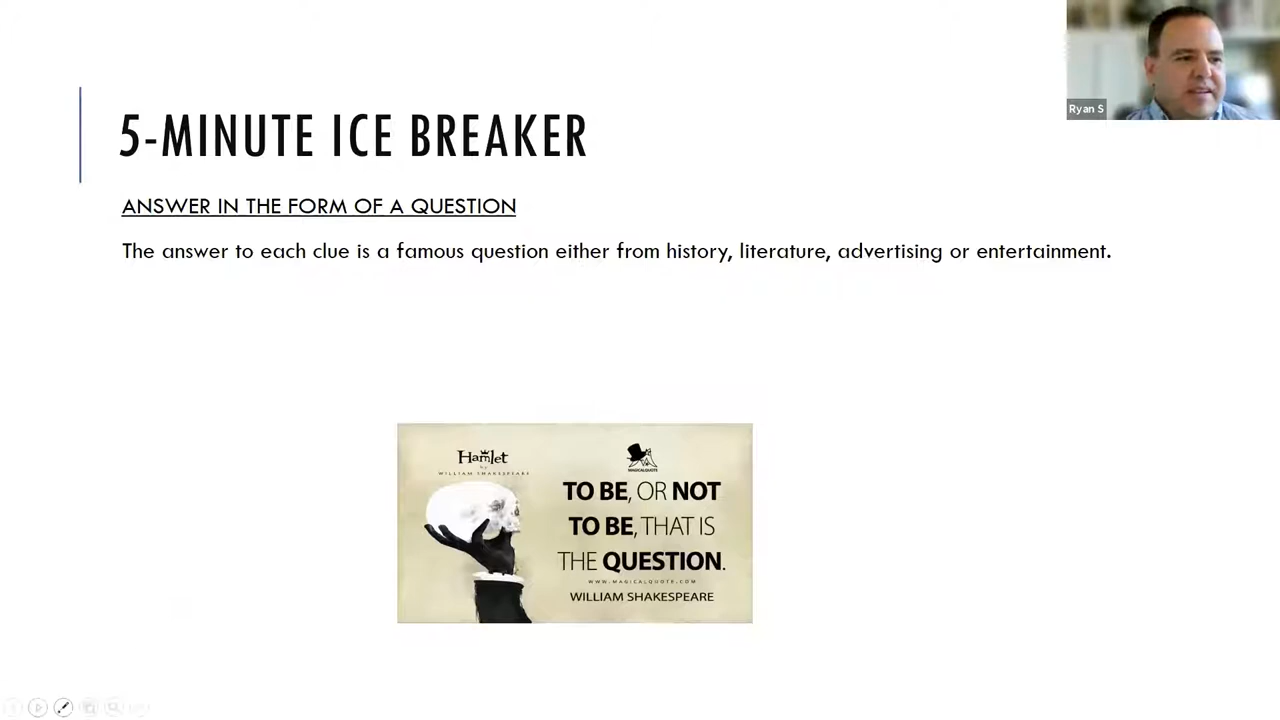 Ryan S
5-MINUTE ICE BREAKER
ANSWER IN THE FORM OF A QUESTION
The answer to each clue is a famous question either from history, literature, advertising or entertainment.
Hamlet
by
WILLIAM SHAKESPEARE
MAGICALQUOTE
TO BE, OR NOT
TO BE, THAT IS
THE QUESTION.
WWW.MAGICALQUOTE.COM
WILLIAM SHAKESPEARE